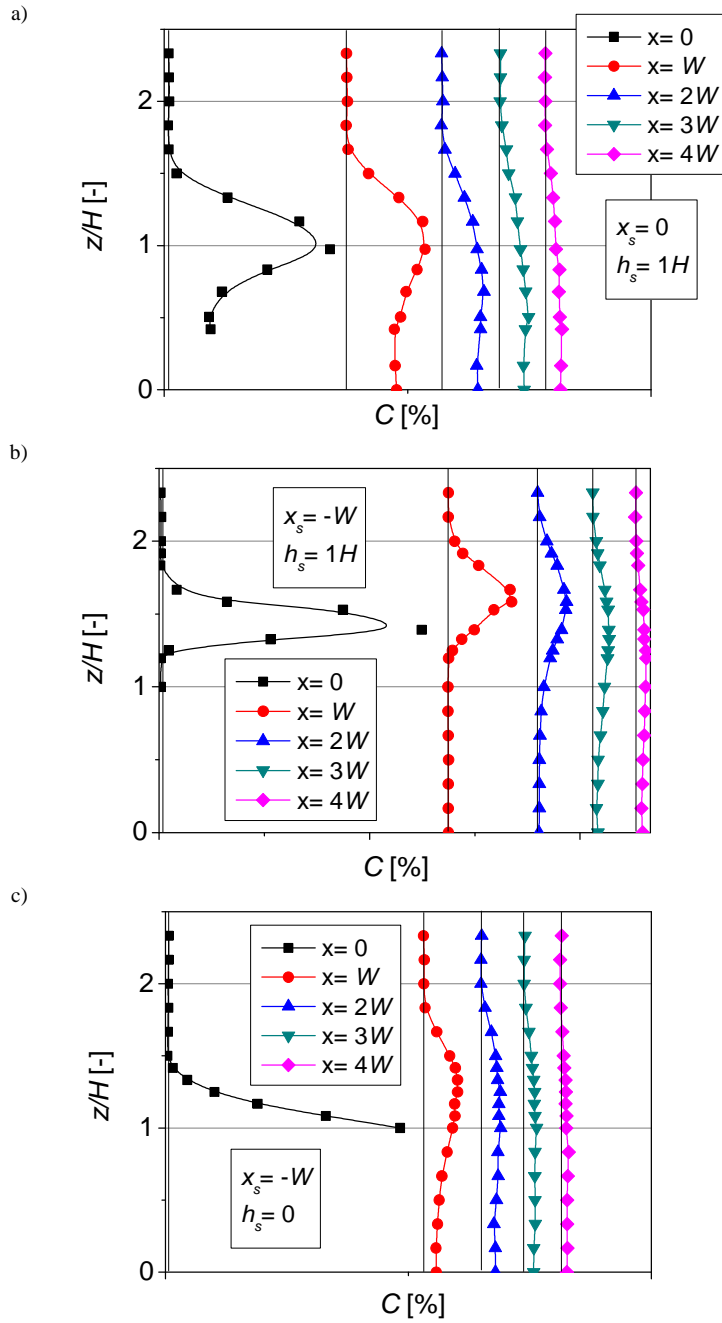 a)
x= 0
x= W
x= 2W
x= 3W
x= 4W
x_s = 0
h_s = 1H
z/H [-]
2
1
0
C [%]
b)
x_s = -W
h_s = 1H
x= 0
x= W
x= 2W
x= 3W
x= 4W
z/H [-]
2
1
0
C [%]
c)
x= 0
x= W
x= 2W
x= 3W
x= 4W
x_s = -W
h_s = 0
z/H [-]
2
1
0
C [%]